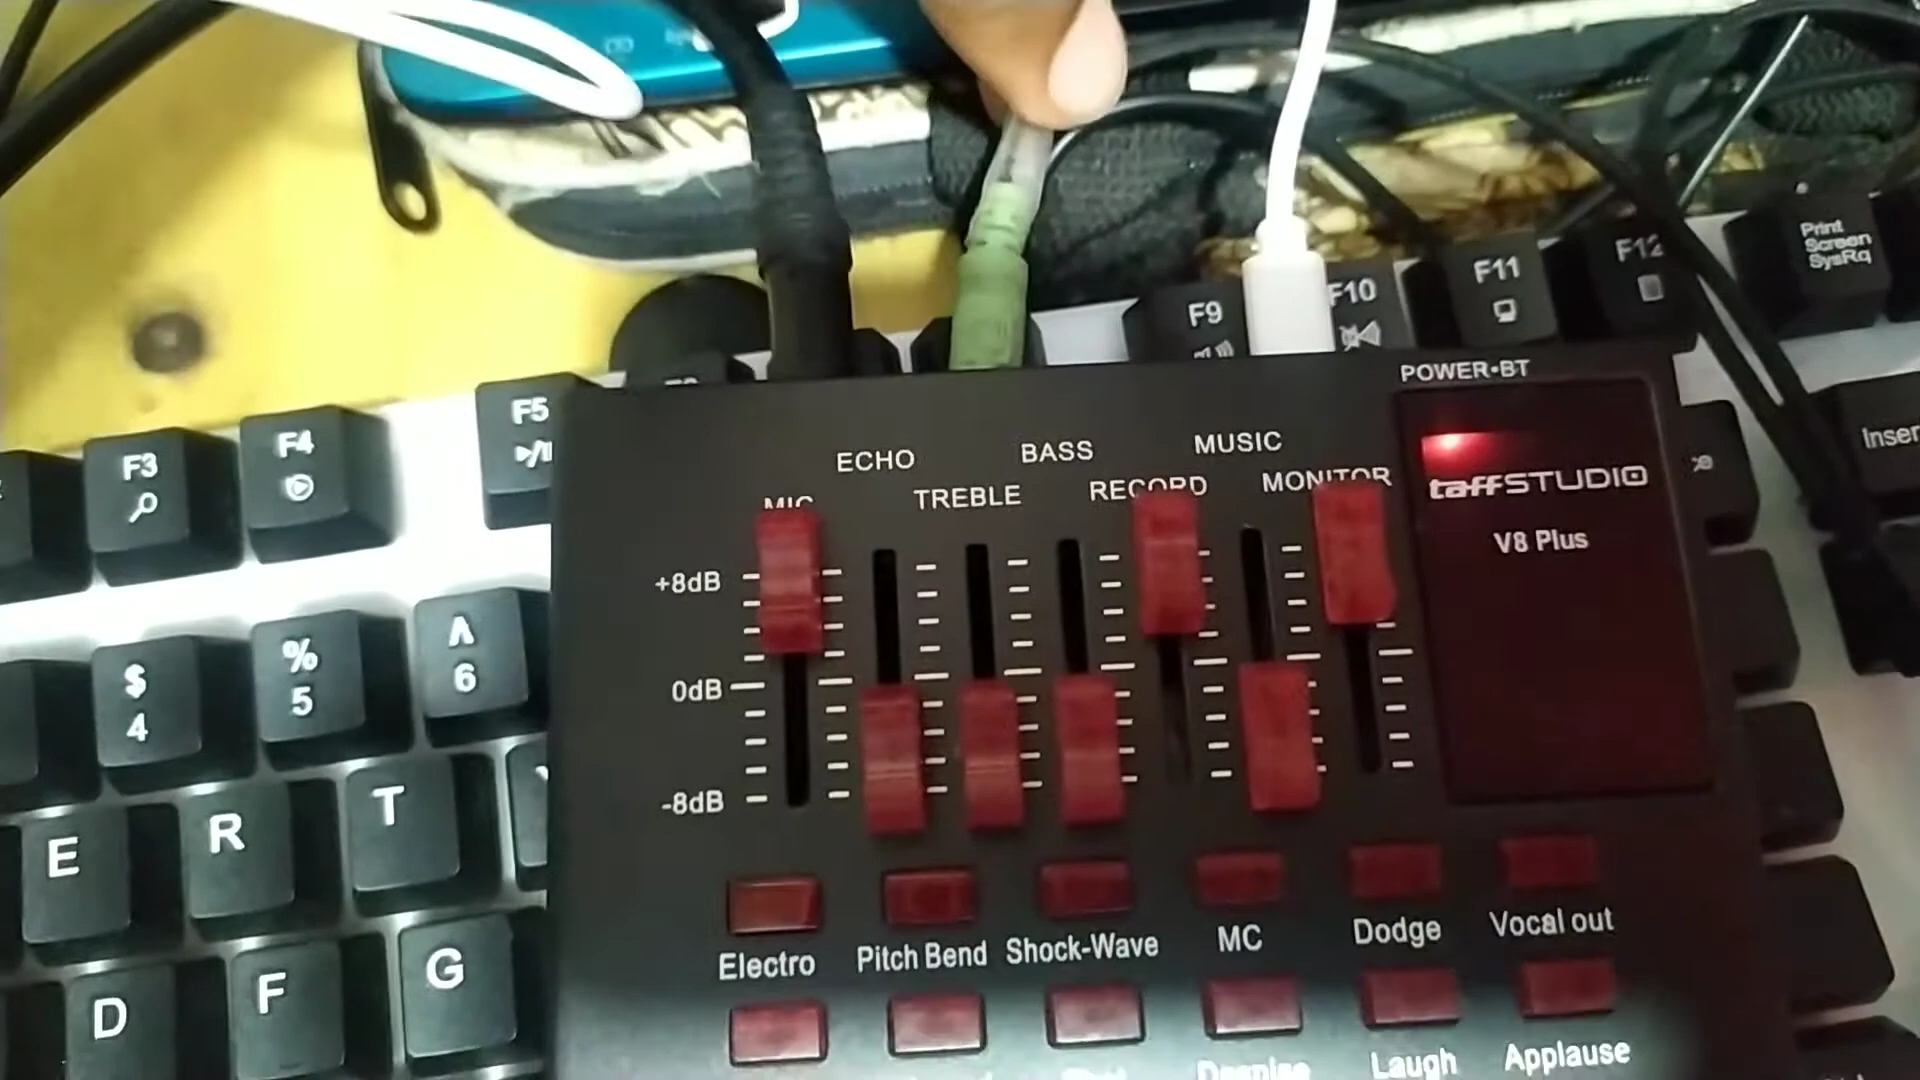 Print
Screen
SysRq
F12
F11
F10
F9
F5
F4
F3
Inser
POWER•BT
taffSTUDIO
V8 Plus
ECHO
BASS
MUSIC
MIC
TREBLE
RECORD
MONITOR
+8dB
0dB
-8dB
$
4
%
5
6
E
R
T
D
F
G
Electro
Pitch Bend
Shock-Wave
MC
Dodge
Vocal out
Laugh
Applause